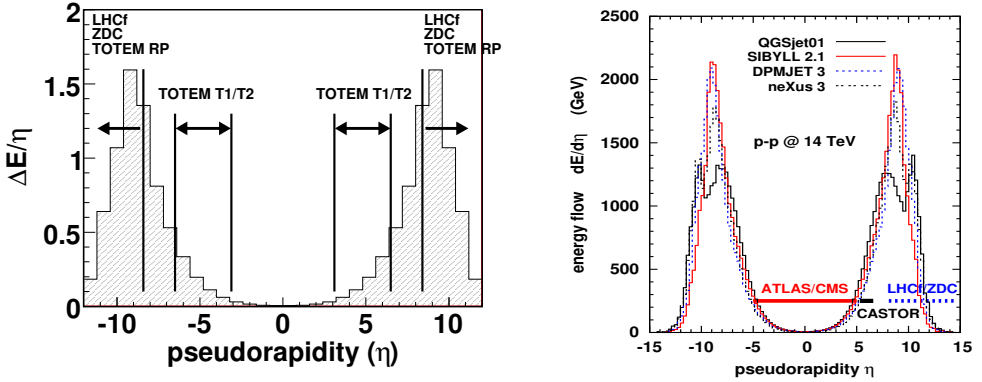 2
LHCf
ZDC
TOTEM RP
LHCf
ZDC
TOTEM RP
1.5
TOTEM T1/T2
TOTEM T1/T2
1
0.5
0
ΔE/η
-10 -5 0 5 10
pseudorapidity (η)
2500
2000
1500
1000
500
0
energy flow dE/dη (GeV)
QGSjet01
SIBYLL 2.1
DPMJET 3
neXus 3
p-p @ 14 TeV
ATLAS/CMS
LHCf/ZDC
CASTOR
-15 -10 -5 0 5 10 15
pseudorapidity η